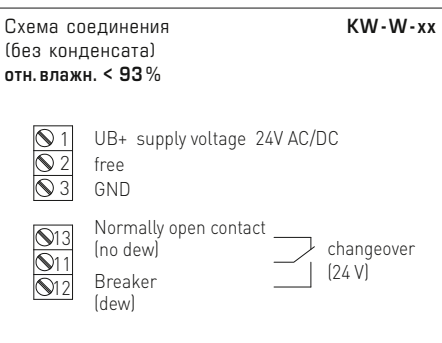 Схема соединения KW-W-xx
(без конденсата)
отн. влажн. < 93 %
1 UB+ supply voltage 24V AC/DC
2 free
3 GND
13 Normally open contact
(no dew)
11
12 Breaker
(dew)
changeover
(24 V)